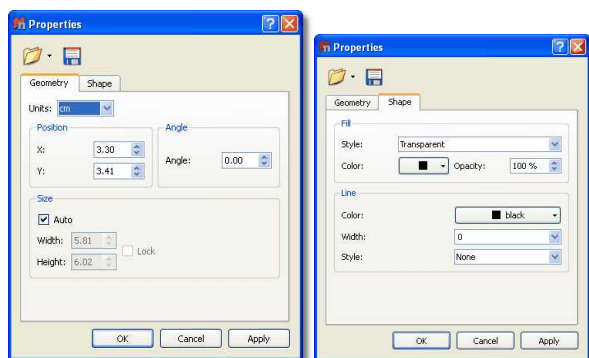 Properties
Geometry Shape
Units: cm
Position
X: 3.30
Y: 3.41
Angle
Angle: 0.00
Size
Auto
Width: 5.81
Height: 6.02
Lock
OK Cancel Apply
Properties
Geometry Shape
Fill
Style: Transparent
Color: Opacity: 100 %
Line
Color: black
Width: 0
Style: None
OK Cancel Apply